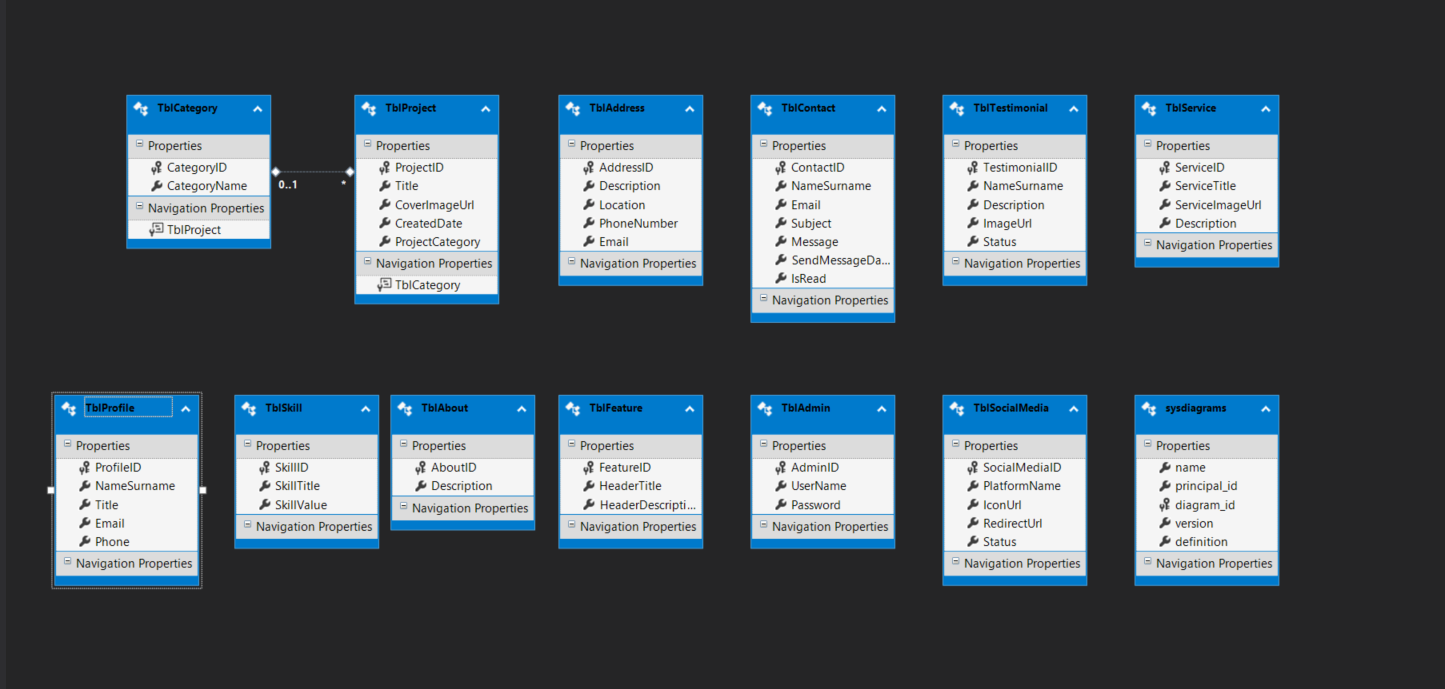 TblCategory
Properties
CategoryID
CategoryName
Navigation Properties
TblProject
0..1
*
TblProject
Properties
ProjectID
Title
CoverImageUrl
CreatedDate
ProjectCategory
Navigation Properties
TblCategory
TblAddress
Properties
AddressID
Description
Location
PhoneNumber
Email
Navigation Properties
TblContact
Properties
ContactID
NameSurname
Email
Subject
Message
SendMessageDa...
IsRead
Navigation Properties
TblTestimonial
Properties
TestimonialID
NameSurname
Description
ImageUrl
Status
Navigation Properties
TblService
Properties
ServiceID
ServiceTitle
ServiceImageUrl
Description
Navigation Properties
TblProfile
Properties
ProfileID
NameSurname
Title
Email
Phone
Navigation Properties
TblSkill
Properties
SkillID
SkillTitle
SkillValue
Navigation Properties
TblAbout
Properties
AboutID
Description
Navigation Properties
TblFeature
Properties
FeatureID
HeaderTitle
HeaderDescripti...
Navigation Properties
TblAdmin
Properties
AdminID
UserName
Password
Navigation Properties
TblSocialMedia
Properties
SocialMediaID
PlatformName
IconUrl
RedirectUrl
Status
Navigation Properties
sysdiagrams
Properties
name
principal_id
diagram_id
version
definition
Navigation Properties